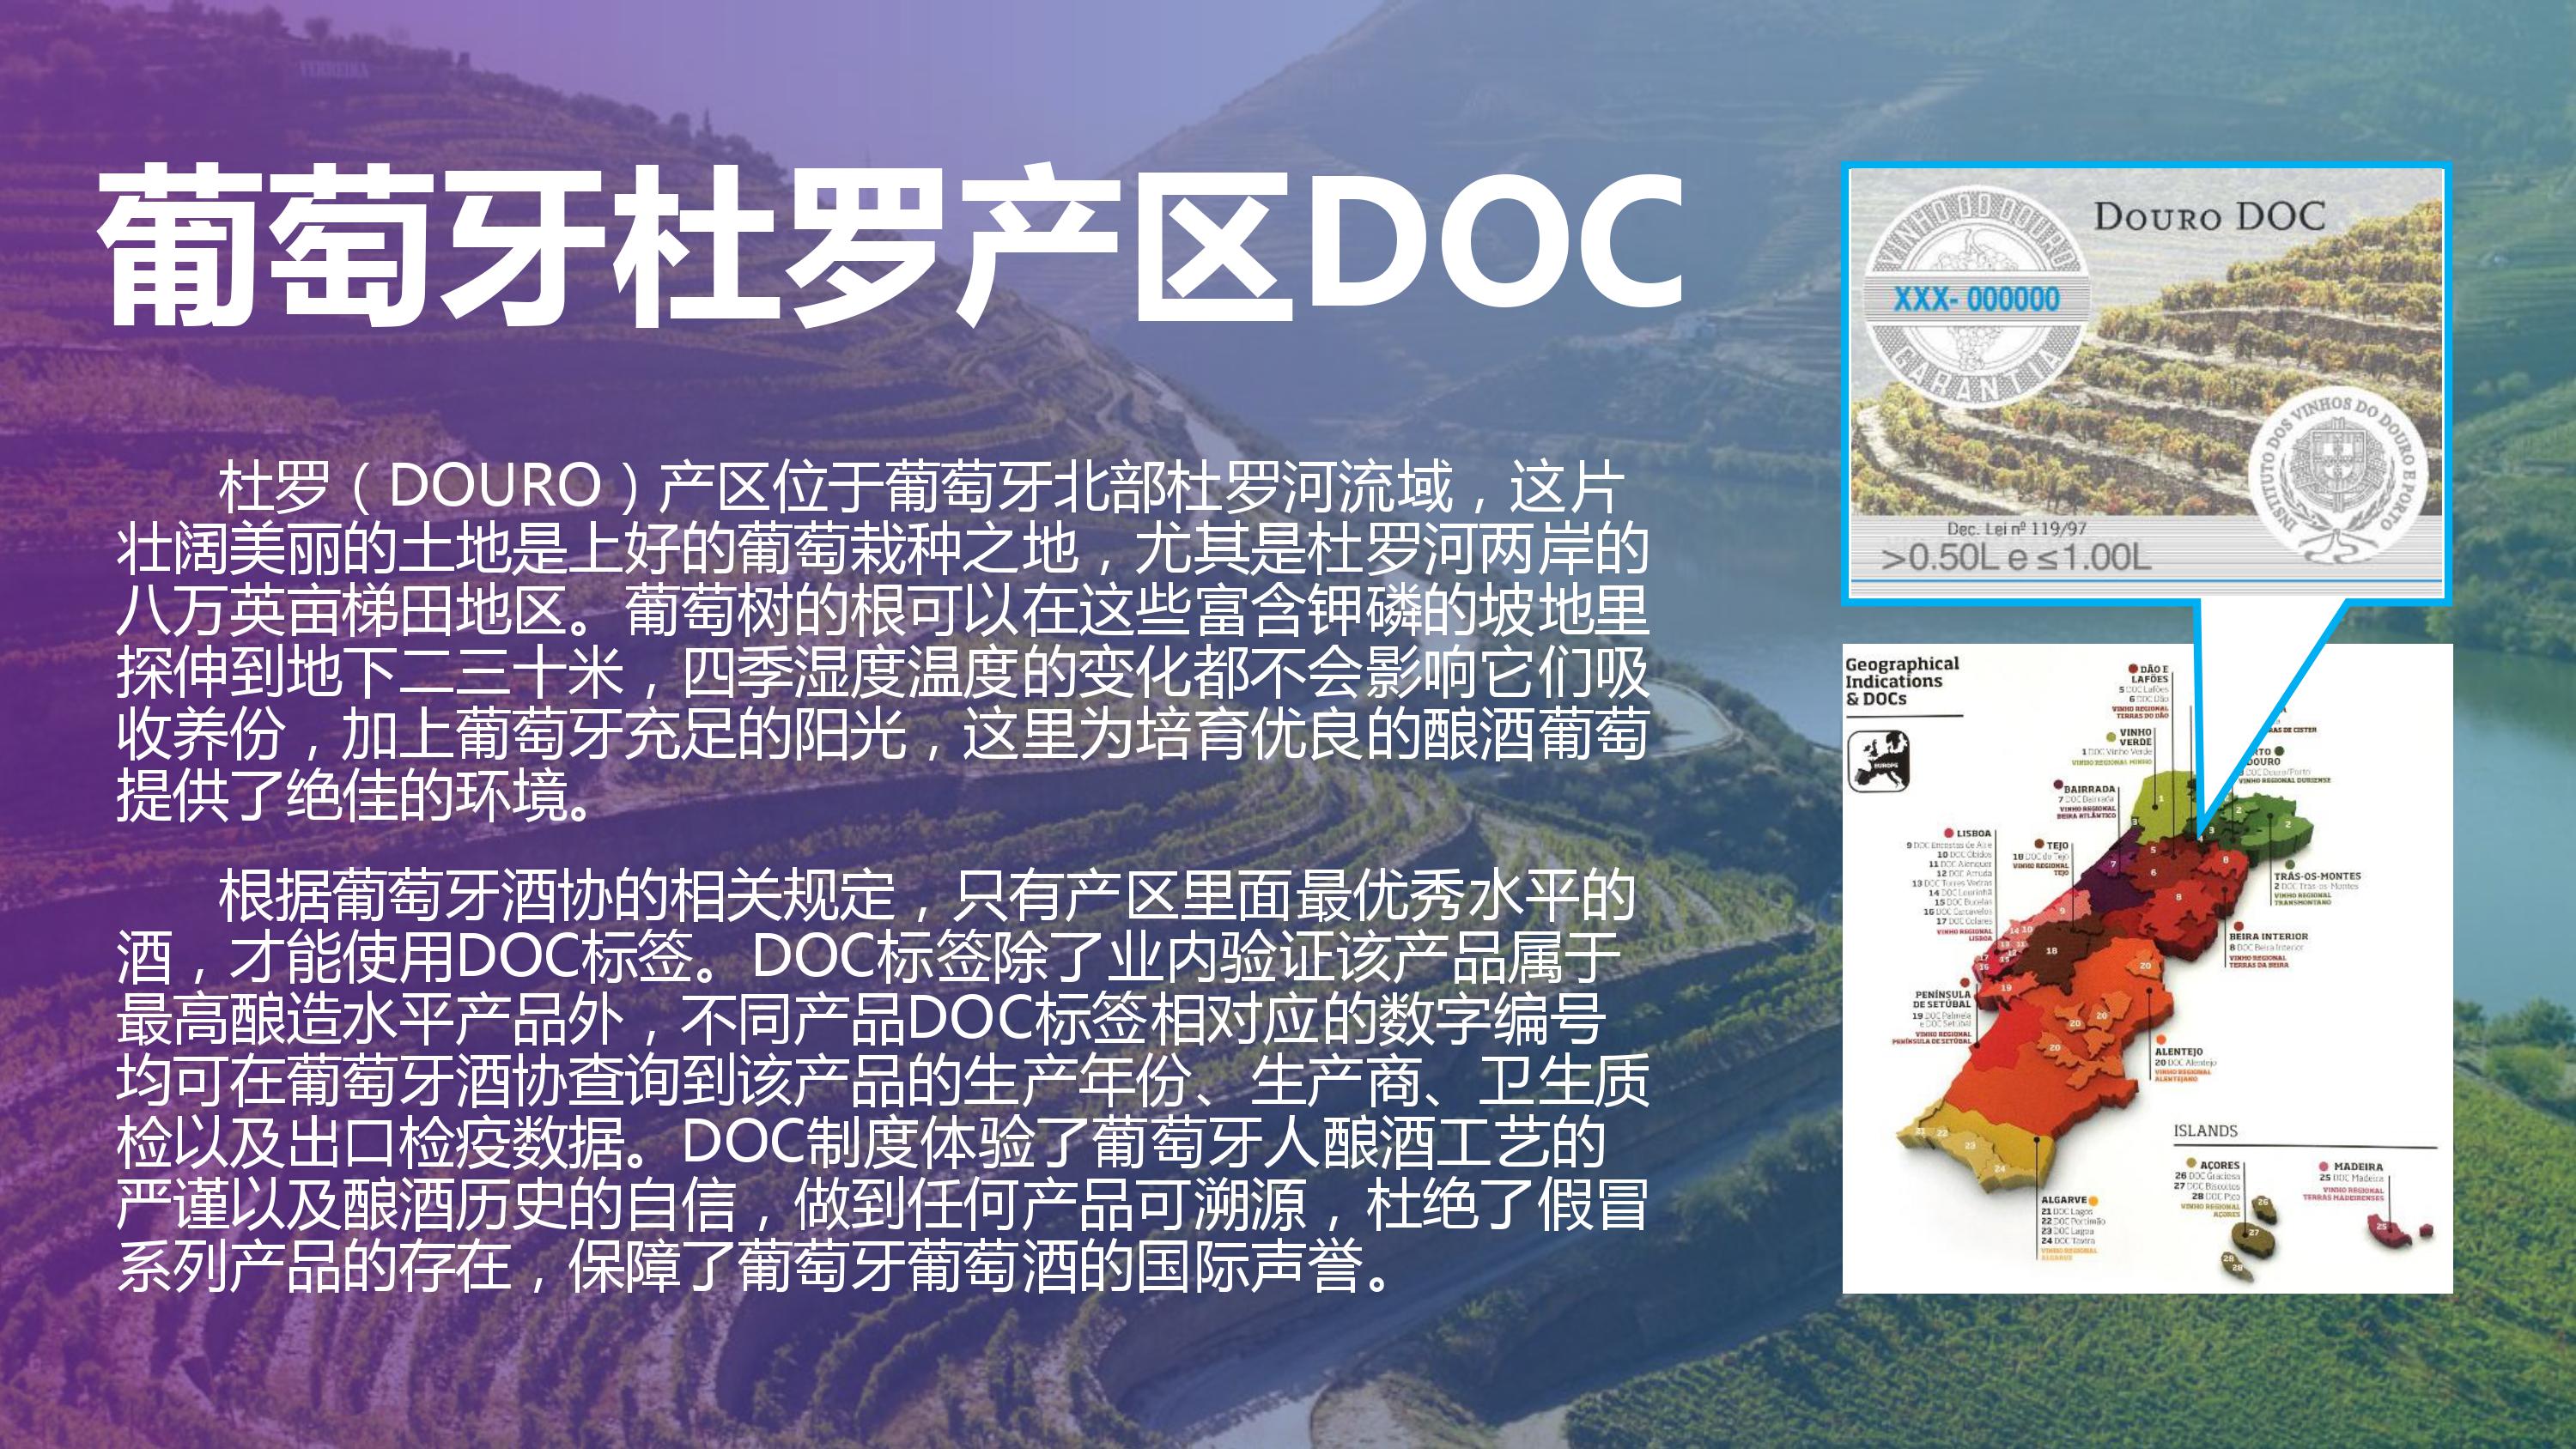 FERREIRA
葡萄牙杜罗产区DOC
杜罗（DOURO）产区位于葡萄牙北部杜罗河流域，这片
壮阔美丽的土地是上好的葡萄栽种之地，尤其是杜罗河两岸的
八万英亩梯田地区。葡萄树的根可以在这些富含钾磷的坡地里
探伸到地下二三十米，四季湿度温度的变化都不会影响它们吸
收养份，加上葡萄牙充足的阳光，这里为培育优良的酿酒葡萄
提供了绝佳的环境。
根据葡萄牙酒协的相关规定，只有产区里面最优秀水平的
酒，才能使用DOC标签。DOC标签除了业内验证该产品属于
最高酿造水平产品外，不同产品DOC标签相对应的数字编号
均可在葡萄牙酒协查询到该产品的生产年份、生产商、卫生质
检以及出口检疫数据。DOC制度体验了葡萄牙人酿酒工艺的
严谨以及酿酒历史的自信，做到任何产品可溯源，杜绝了假冒
系列产品的存在，保障了葡萄牙葡萄酒的国际声誉。
VINHO DO DOURO
XXX- 000000
GARANTIA
DOURO DOC
INSTITUTO DOS VINHOS DO DOURO E PORTO
Dec. Lei nº 119/97
>0.50L e ≤1.00L
Geographical
Indications
& DOCs
EUROPE
DÃO E
LAFÕES
5 DOC Lafões
6 DOC Dão
VINHO REGIONAL
TERRAS DO DÃO
RAS DE CISTER
VINHO
VERDE
1 DOC Vinho Verde
VINHO REGIONAL MINHO
RTO
DOURO
DOC Douro/Porto
VINHO REGIONAL DURIENSE
BAIRRADA
7 DOC Bairrada
VINHO REGIONAL
BEIRA ATLÂNTICO
LISBOA
9 DOC Encostas de Aire
10 DOC Óbidos
11 DOC Alenquer
12 DOC Arruda
13 DOC Torres Vedras
14 DOC Lourinhã
15 DOC Bucelas
16 DOC Carcavelos
17 DOC Colares
VINHO REGIONAL
LISBOA
TEJO
18 DOC do Tejo
VINHO REGIONAL
TEJO
TRÁS-OS-MONTES
2 DOC Trás-os-Montes
VINHO REGIONAL
TRANSMONTANO
BEIRA INTERIOR
8 DOC Beira Interior
VINHO REGIONAL
TERRAS DA BEIRA
PENÍNSULA
DE SETÚBAL
19 DOC Palmela
e DOC Setúbal
VINHO REGIONAL
PENÍNSULA DE SETÚBAL
ALENTEJO
20 DOC Alentejo
VINHO REGIONAL
ALENTEJANO
ALGARVE
21 DOC Lagos
22 DOC Portimão
23 DOC Lagoa
24 DOC Tavira
VINHO REGIONAL
ALGARVE
ISLANDS
AÇORES
26 DOC Graciosa
27 DOC Biscoitos
28 DOC Pico
VINHO REGIONAL
AÇORES
MADEIRA
25 DOC Madeira
VINHO REGIONAL
TERRAS MADEIRENSES